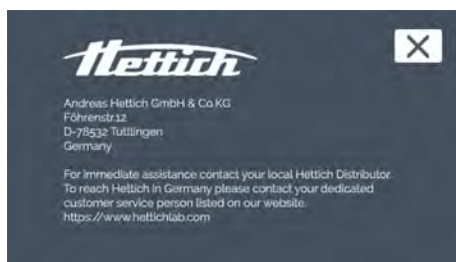 Hettich
Andreas Hettich GmbH & Co.KG
Föhrenstr.12
D-78532 Tuttlingen
Germany
For immediate assistance contact your local Hettich Distributor.
To reach Hettich in Germany please contact your dedicated
customer service person listed on our website.
https://www.hettichlab.com